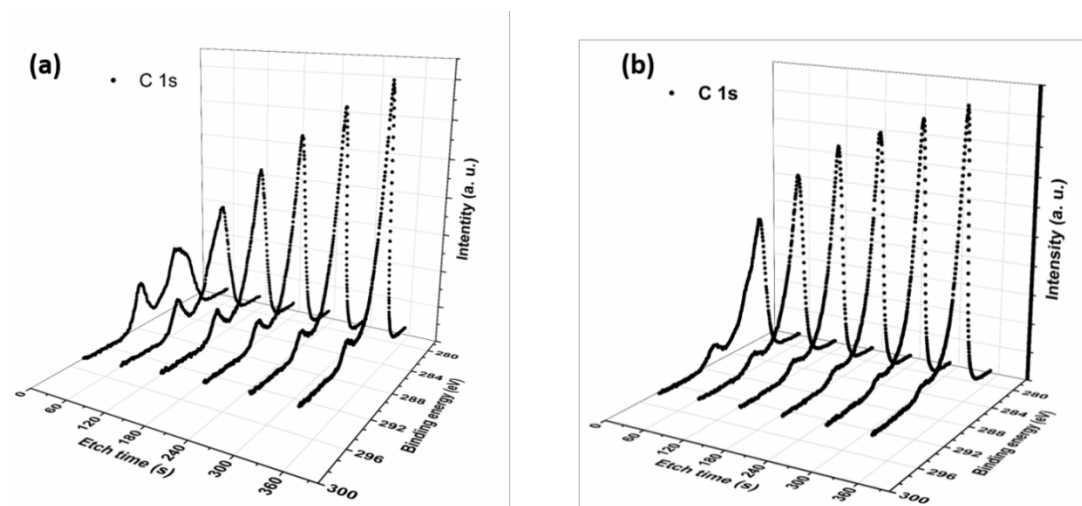 (a)
C 1s
Intentity (a. u.)
280
284
288
292
296
300
Binding energy (eV)
0
60
120
180
240
300
360
Etch time (s)
(b)
C 1s
Intensity (a. u.)
280
284
288
292
296
300
Binding energy (eV)
0
60
120
180
240
300
360
Etch time (s)